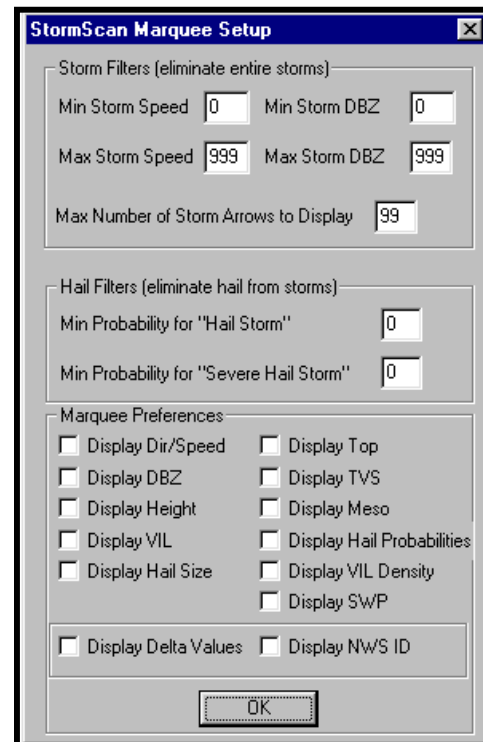 StormScan Marquee Setup
Storm Filters (eliminate entire storms)
Min Storm Speed 0 Min Storm DBZ 0
Max Storm Speed 999 Max Storm DBZ 999
Max Number of Storm Arrows to Display 99
Hail Filters (eliminate hail from storms)
Min Probability for "Hail Storm" 0
Min Probability for "Severe Hail Storm" 0
Marquee Preferences
Display Dir/Speed Display Top
Display DBZ Display TVS
Display Height Display Meso
Display VIL Display Hail Probabilities
Display Hail Size Display VIL Density
Display SWP
Display Delta Values Display NWS ID
OK